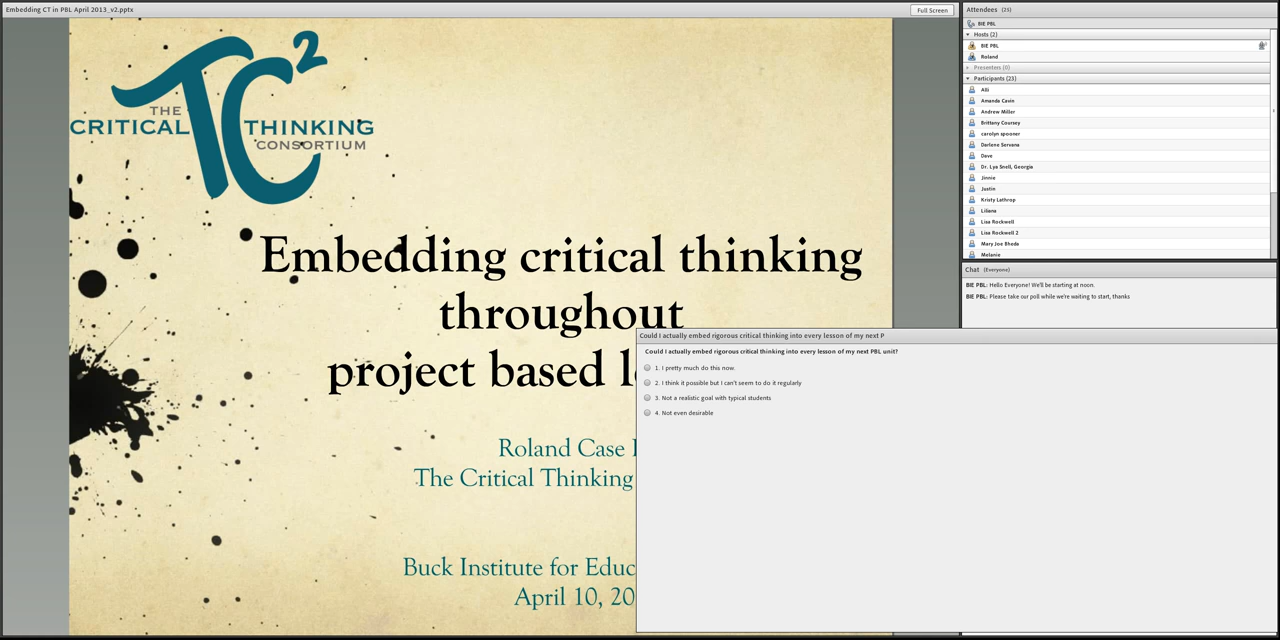 Embedding CT in PBL April 2013_v2.pptx
Full Screen
TC2
THE
CRITICAL THINKING
CONSORTIUM
Embedding critical thinking
throughout
project based
Roland Case
The Critical Thinking
Buck Institute for Educ
April 10, 20
Attendees (25)
BIE PBL
Hosts (2)
BIE PBL
Roland
Presenters (0)
Participants (23)
Alli
Amanda Cavin
Andrew Miller
Brittany Coursey
carolyn spooner
Darlene Servana
Dave
Dr. Lya Snell, Georgia
Jinnie
Justin
Kristy Lathrop
Liliana
Lisa Rockwell
Lisa Rockwell 2
Mary Joe Bhoda
Melanie
Chat (Everyone)
BIE PBL: Hello Everyone! We'll be starting at noon.
BIE PBL: Please take our poll while we're waiting to start, thanks
Could I actually embed rigorous critical thinking into every lesson of my next P
Could I actually embed rigorous critical thinking into every lesson of my next PBL unit?
1. I pretty much do this now.
2. I think it possible but I can't seem to do it regularly
3. Not a realistic goal with typical students
4. Not even desirable